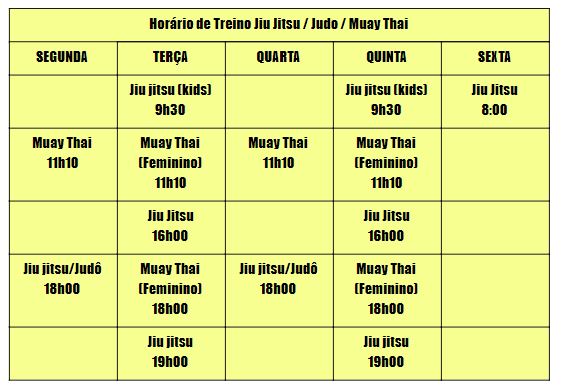 Horário de Treino Jiu Jitsu / Judo / Muay Thai
SEGUNDA TERÇA QUARTA QUINTA SEXTA
Jiu jitsu (kids) Jiu jitsu (kids) Jiu Jitsu
9h30 9h30 8:00
Muay Thai Muay Thai Muay Thai Muay Thai
11h10 (Feminino) 11h10 (Feminino)
11h10 11h10
Jiu Jitsu Jiu Jitsu
16h00 16h00
Jiu jitsu/Judô Muay Thai Jiu jitsu/Judô Muay Thai
18h00 (Feminino) 18h00 (Feminino)
18h00 18h00
Jiu jitsu Jiu jitsu
19h00 19h00